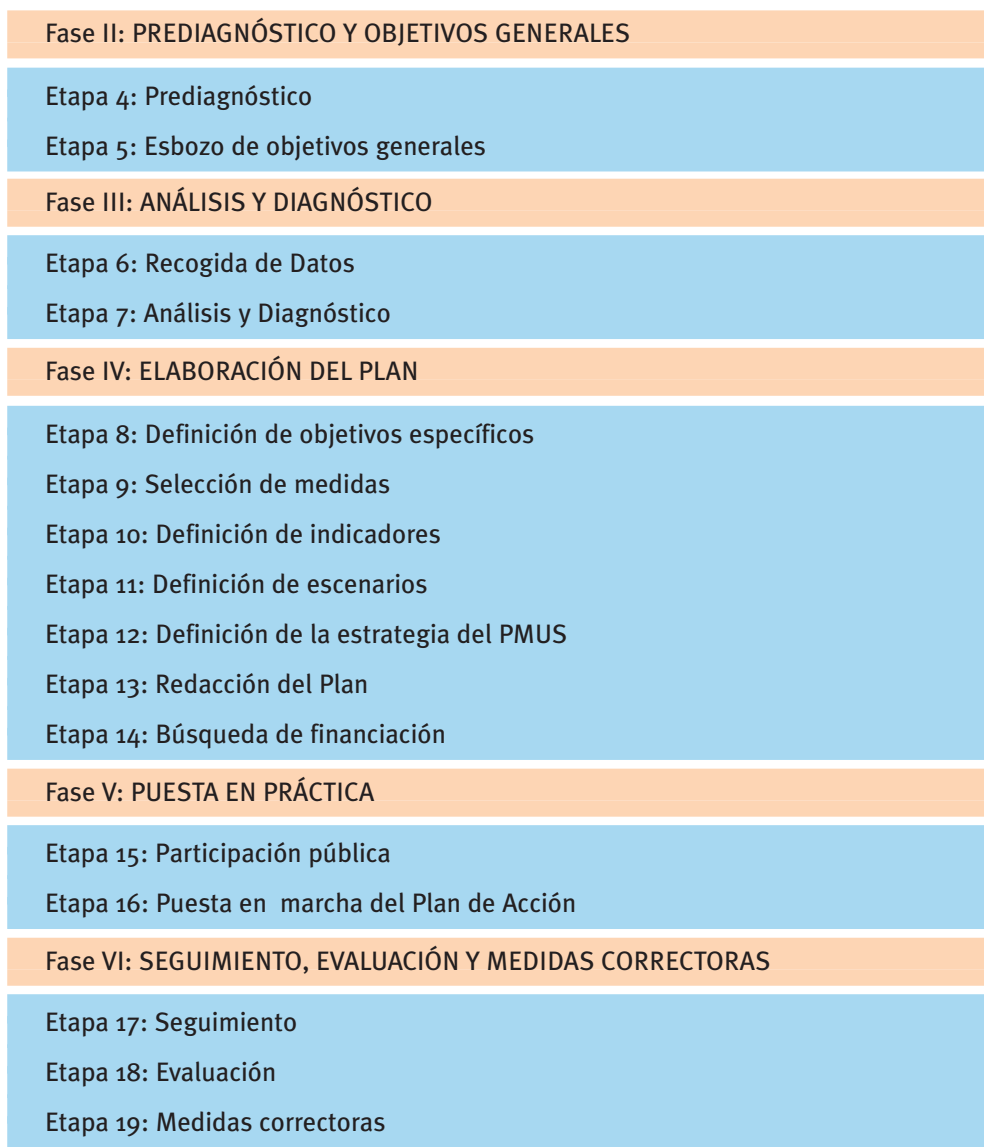 Fase II: PREDIAGNÓSTICO Y OBJETIVOS GENERALES
Etapa 4: Prediagnóstico
Etapa 5: Esbozo de objetivos generales
Fase III: ANÁLISIS Y DIAGNÓSTICO
Etapa 6: Recogida de Datos
Etapa 7: Análisis y Diagnóstico
Fase IV: ELABORACIÓN DEL PLAN
Etapa 8: Definición de objetivos específicos
Etapa 9: Selección de medidas
Etapa 10: Definición de indicadores
Etapa 11: Definición de escenarios
Etapa 12: Definición de la estrategia del PMUS
Etapa 13: Redacción del Plan
Etapa 14: Búsqueda de financiación
Fase V: PUESTA EN PRÁCTICA
Etapa 15: Participación pública
Etapa 16: Puesta en marcha del Plan de Acción
Fase VI: SEGUIMIENTO, EVALUACIÓN Y MEDIDAS CORRECTORAS
Etapa 17: Seguimiento
Etapa 18: Evaluación
Etapa 19: Medidas correctoras